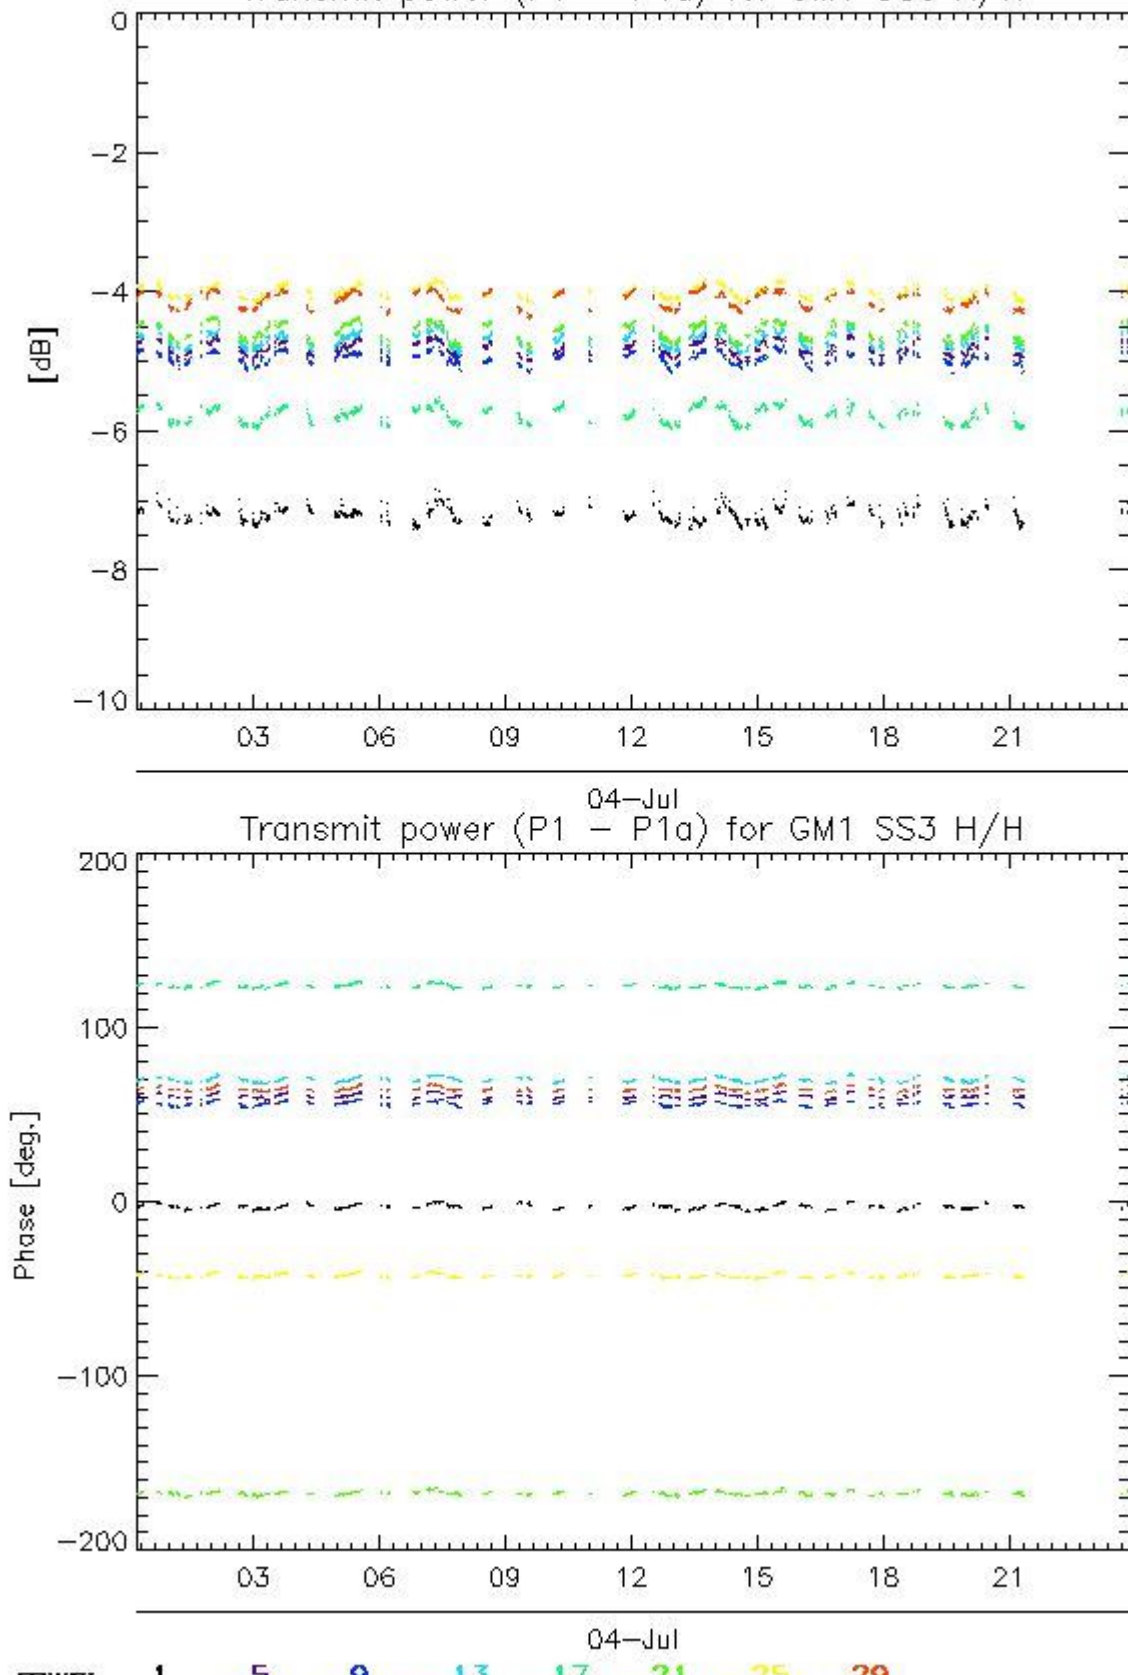 0
−2
−4
−6
−8
−10
[dB]
03 06 09 12 15 18 21
04−Jul
Transmit power (P1 − P1a) for GM1 SS3 H/H
200
100
0
−100
−200
Phase [deg.]
03 06 09 12 15 18 21
04−Jul
1 5 9 13 17 21 25 29